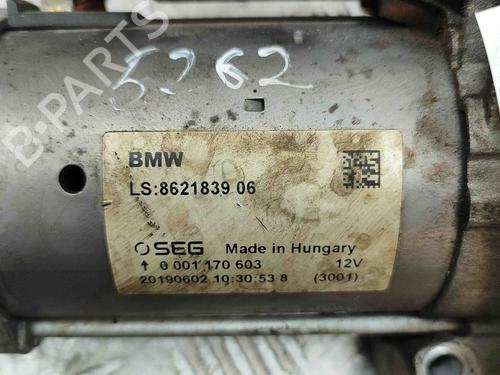 5262
B-PARTS
BMW
LS:8621839 06
SEG Made in Hungary
0 001 170 603 12V
20190602 10:30:53 8 (3001)